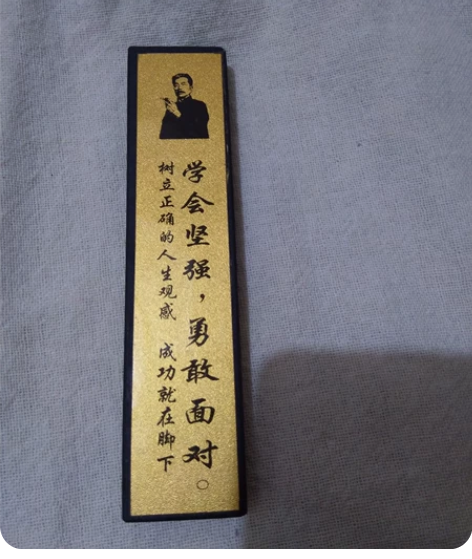 学会坚强，勇敢面对。
树立正确的人生观感 成功就在脚下